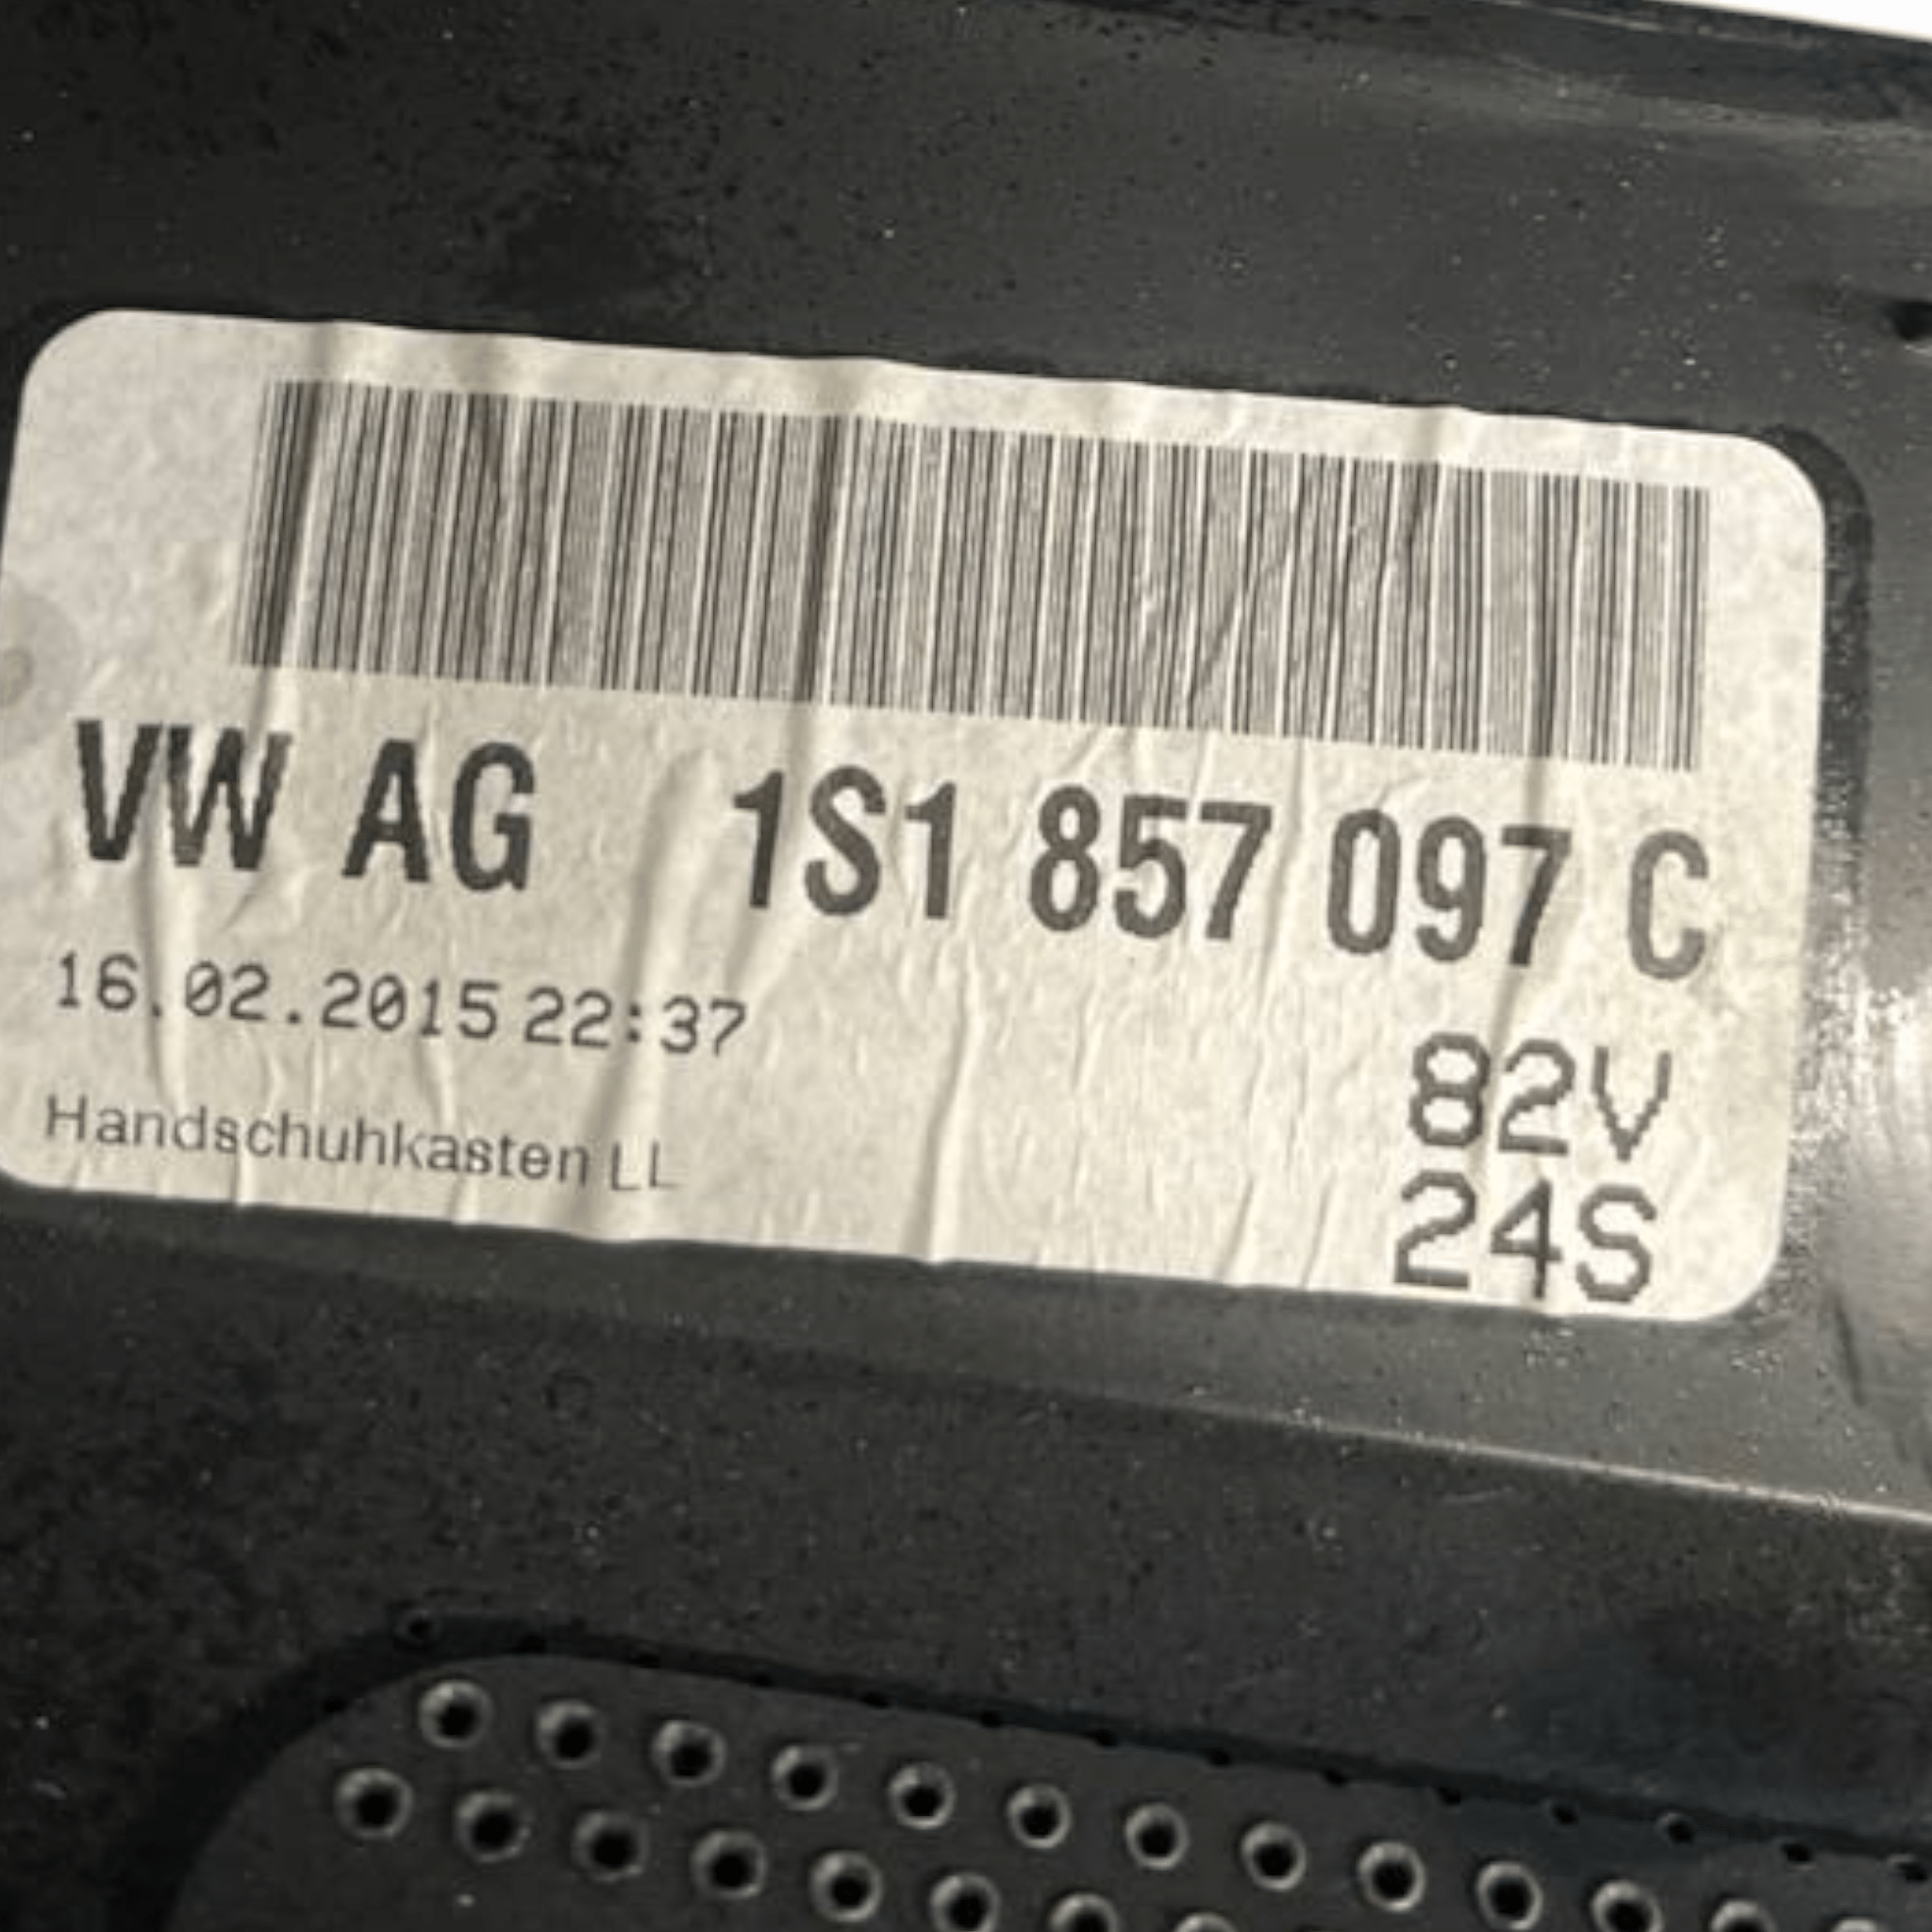 VW AG 1S1 857 097 C
16.02.2015 22:37
82V
Handschuhkasten LL
24S